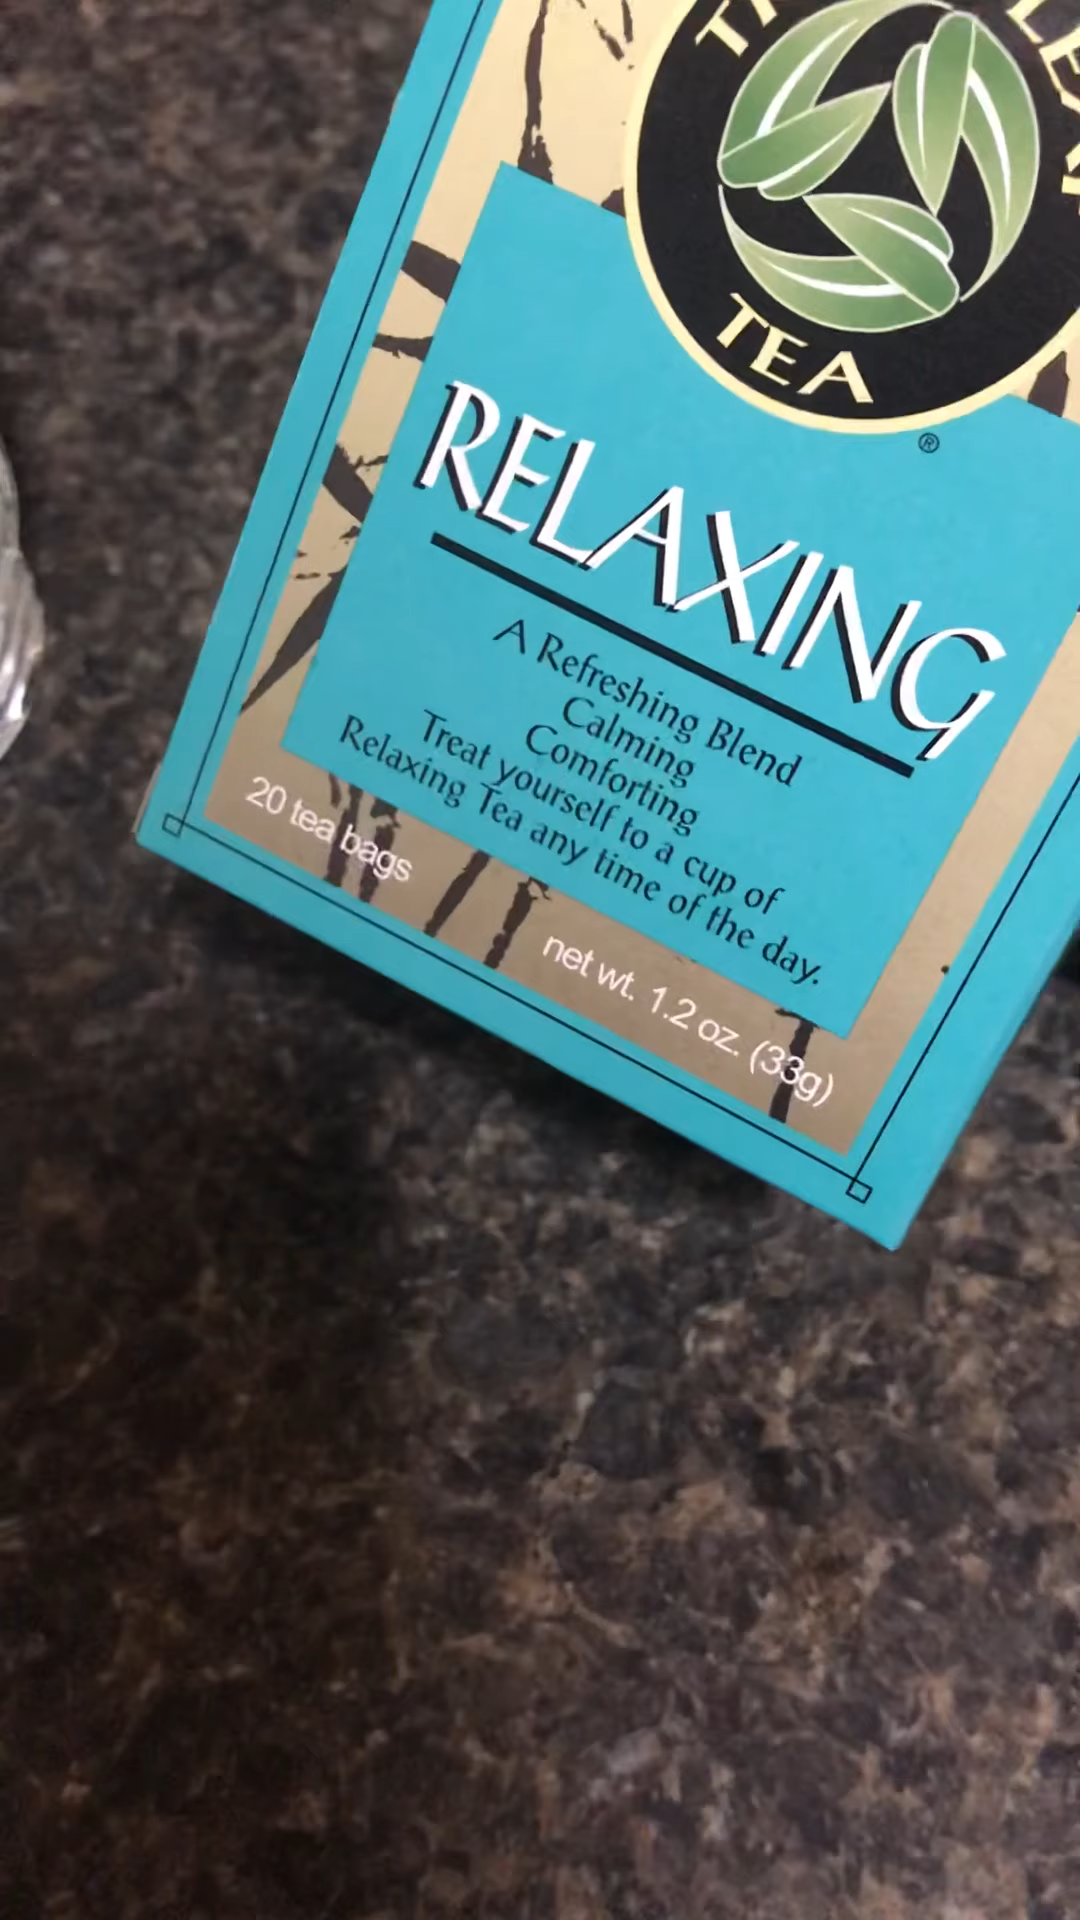 TEA
®
RELAXING
A Refreshing Blend
Calming
Comforting
Treat yourself to a cup of
Relaxing Tea any time of the day.
20 tea bags
net wt. 1.2 oz. (33g)